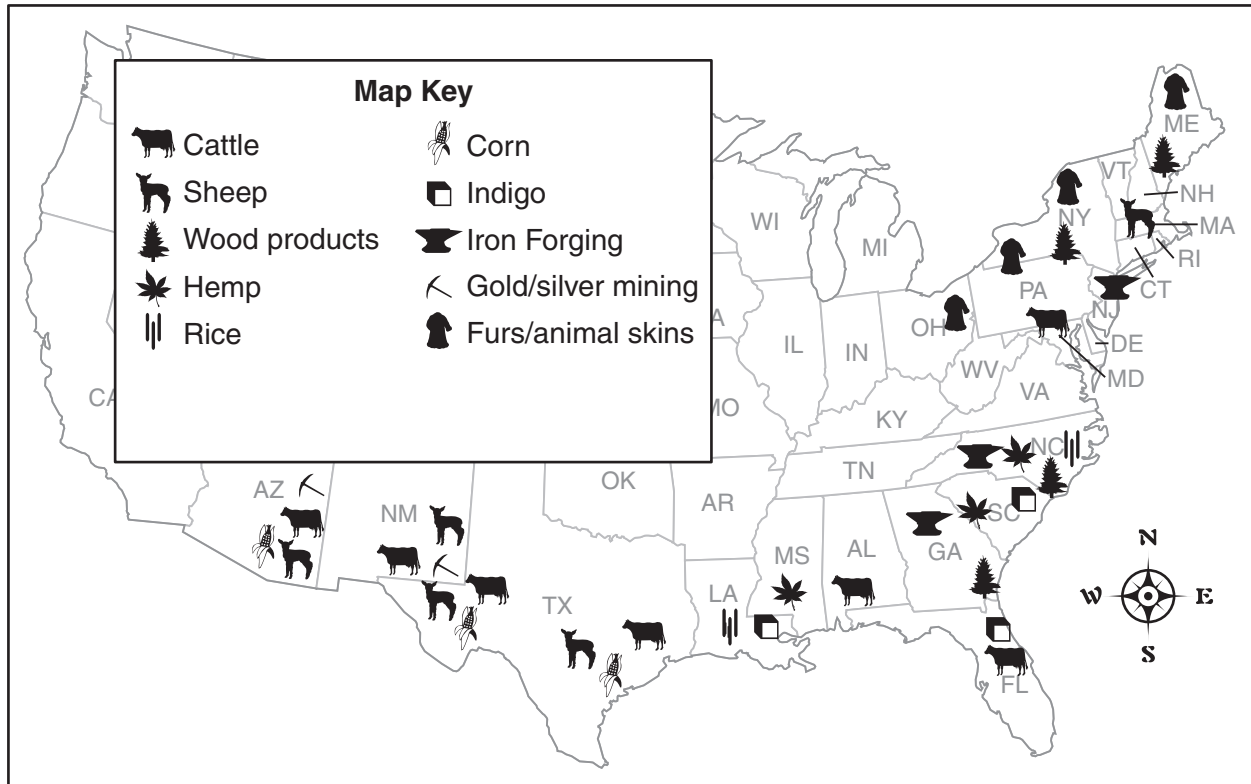 Map Key
Cattle
Sheep
Wood products
Hemp
Rice
Corn
Indigo
Iron Forging
Gold/silver mining
Furs/animal skins
ME
VT
NH
NY
MA
RI
CT
WI
MI
PA
NJ
OH
DE
MD
IL
IN
WV
VA
CA
MO
KY
NC
TN
OK
AR
AZ
NM
SC
MS
AL
GA
TX
LA
FL
N
W E
S